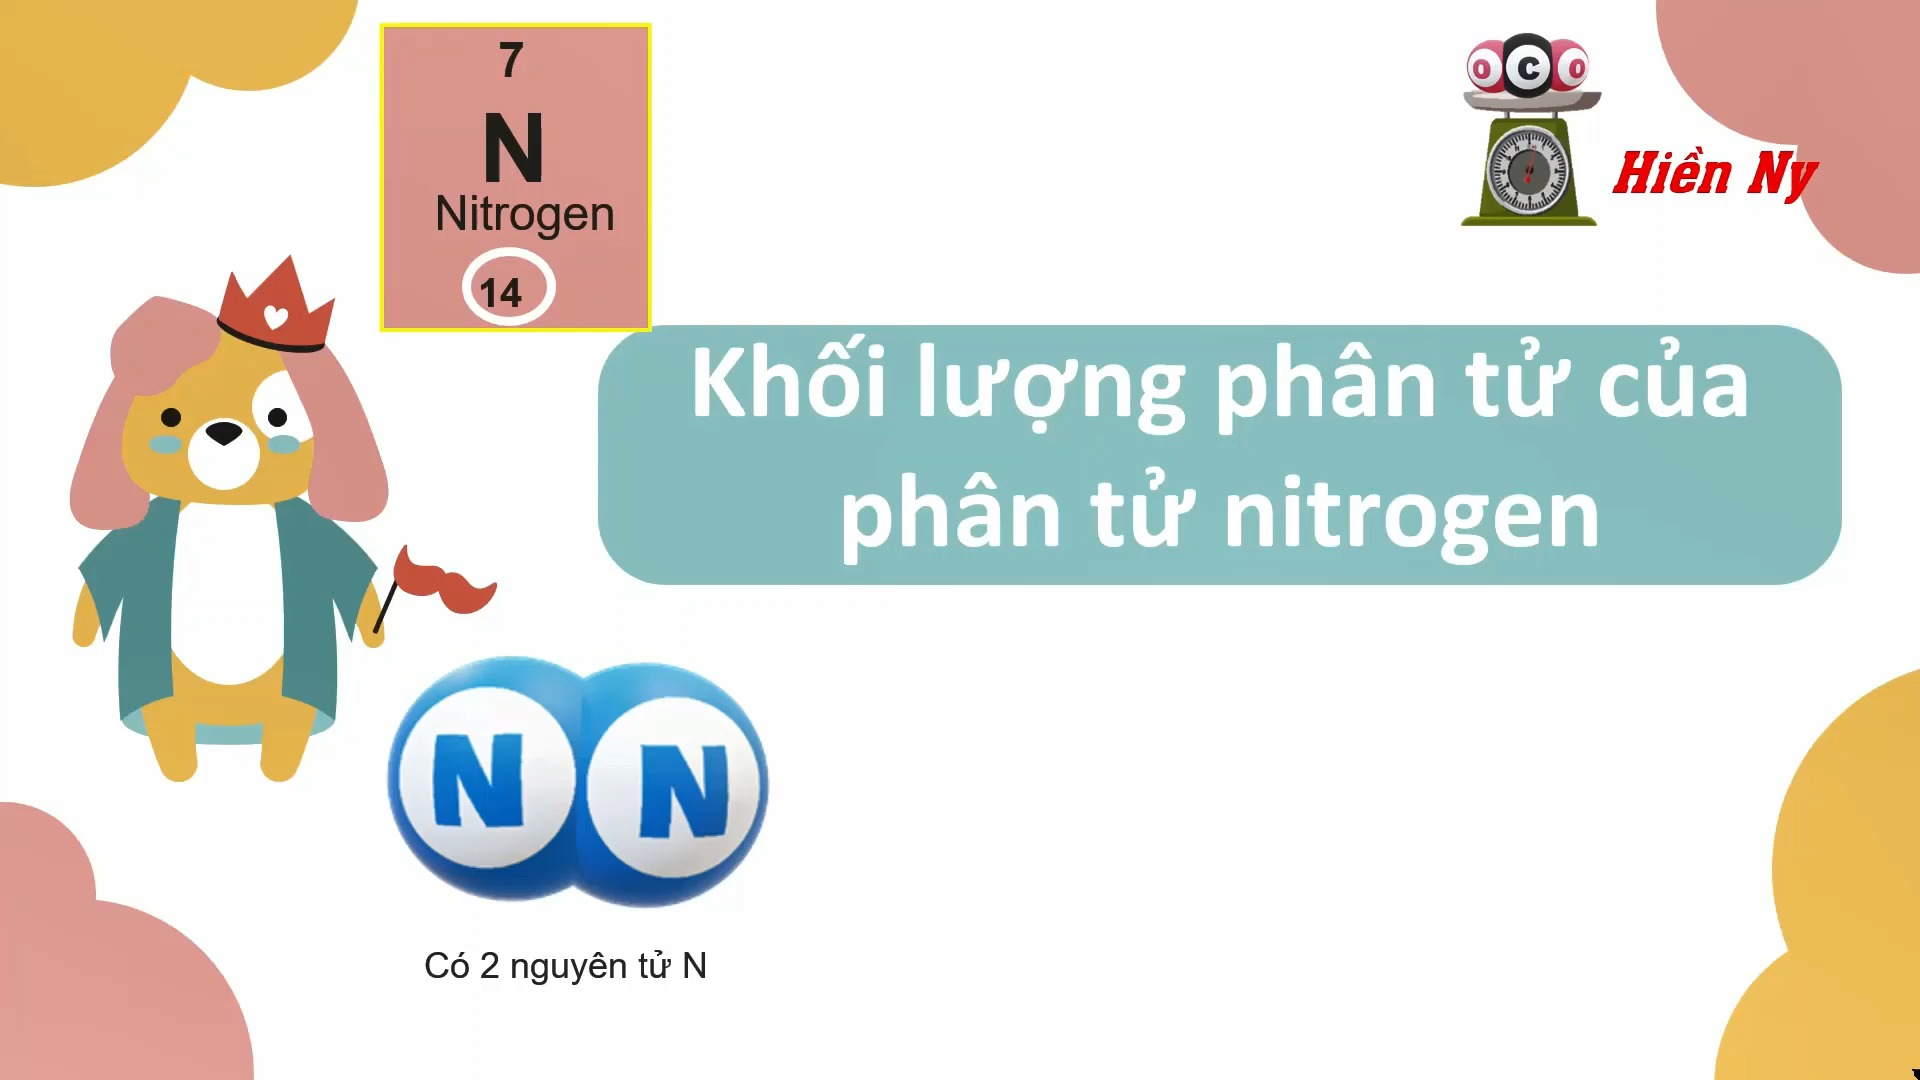 7
N
Nitrogen
14
O C O
Hiền Ny
Khối lượng phân tử của
phân tử nitrogen
N N
Có 2 nguyên tử N